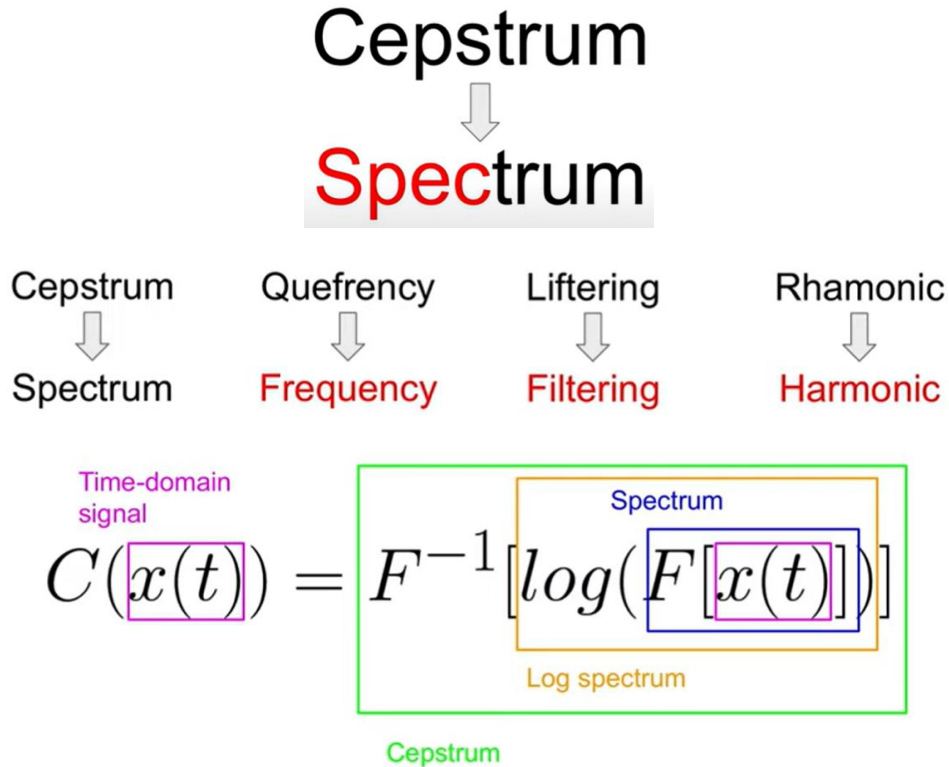 Cepstrum
Spectrum
Cepstrum Quefrency Liftering Rhamonic
Spectrum Frequency Filtering Harmonic
Time-domain
signal
Spectrum
C(x(t)) = F⁻¹[log(F[x(t)])]
Log spectrum
Cepstrum